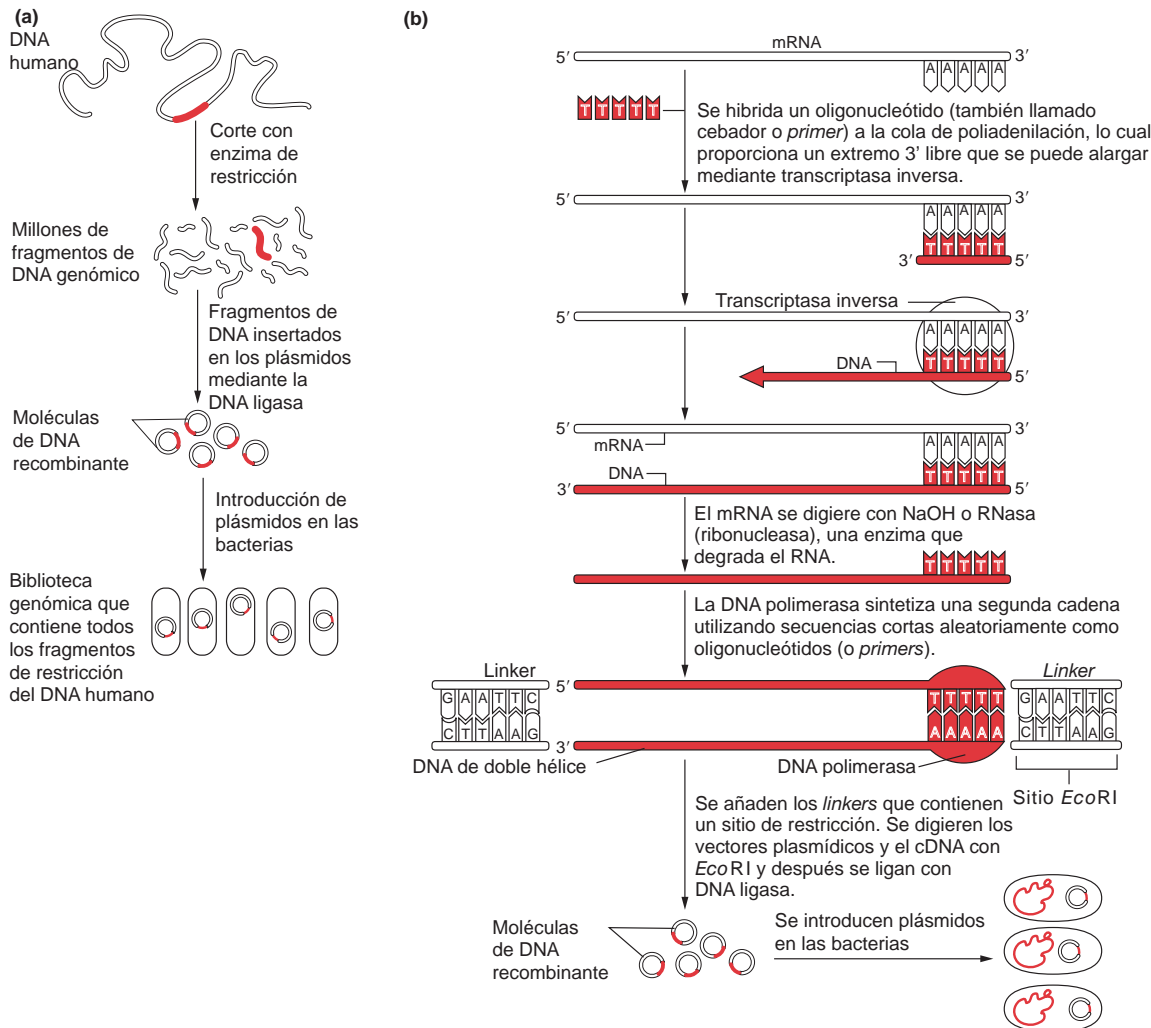 (a)
DNA
humano
Corte con
enzima de
restricción
Millones de
fragmentos de
DNA genómico
Fragmentos de
DNA insertados
en los plásmidos
mediante la
DNA ligasa
Moléculas
de DNA
recombinante
Introducción de
plásmidos en las
bacterias
Biblioteca
genómica que
contiene todos
los fragmentos
de restricción
del DNA humano
(b)
mRNA
5′ 3′
A A A A A
T T T T T
Se hibrida un oligonucleótido (también llamado
cebador o primer) a la cola de poliadenilación, lo cual
proporciona un extremo 3' libre que se puede alargar
mediante transcriptasa inversa.
5′ 3′
A A A A A
T T T T T
3′ 5′
Transcriptasa inversa
5′ 3′
A A A A A
T T T T T
DNA
5′
5′ 3′
mRNA
A A A A A
DNA
T T T T T
3′ 5′
El mRNA se digiere con NaOH o RNasa
(ribonucleasa), una enzima que
degrada el RNA.
T T T T T
La DNA polimerasa sintetiza una segunda cadena
utilizando secuencias cortas aleatoriamente como
oligonucleótidos (o primers).
Linker Linker
5′
G A A T T C T T T T T G A A T T C
C T T A A G A A A A A C T T A A G
3′
DNA de doble hélice DNA polimerasa
Sitio EcoRI
Se añaden los linkers que contienen
un sitio de restricción. Se digieren los
vectores plasmídicos y el cDNA con
EcoRI y después se ligan con
DNA ligasa.
Moléculas
de DNA
recombinante
Se introducen plásmidos
en las bacterias